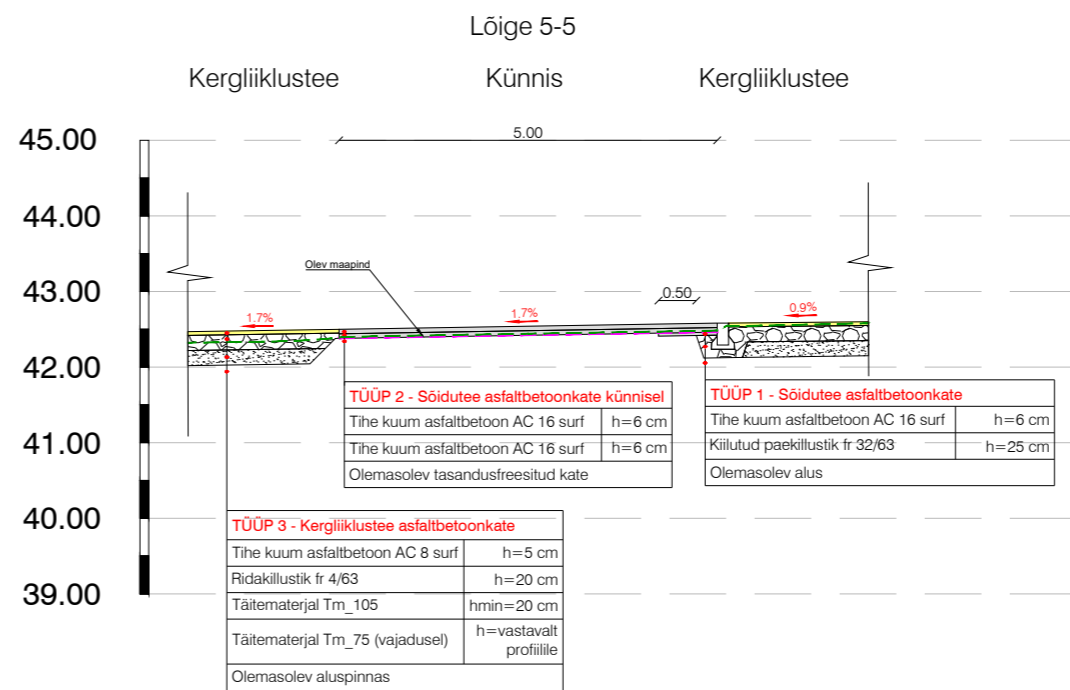 Lõige 5-5
Kergliiklustee Künnis Kergliiklustee
45.00
44.00
43.00
42.00
41.00
40.00
39.00
5.00
Olev maapind
0.50
1.7%
1.7%
0.9%
TÜÜP 2 - Sõidutee asfaltbetoonkate künnisel
Tihe kuum asfaltbetoon AC 16 surf h=6 cm
Tihe kuum asfaltbetoon AC 16 surf h=6 cm
Olemasolev tasandusfreesitud kate
TÜÜP 1 - Sõidutee asfaltbetoonkate
Tihe kuum asfaltbetoon AC 16 surf h=6 cm
Kiilutud paekillustik fr 32/63 h=25 cm
Olemasolev alus
TÜÜP 3 - Kergliiklustee asfaltbetoonkate
Tihe kuum asfaltbetoon AC 8 surf h=5 cm
Ridakillustik fr 4/63 h=20 cm
Täitematerjal Tm_105 hmin=20 cm
Täitematerjal Tm_75 (vajadusel) h=vastavalt
profiilile
Olemasolev aluspinnas